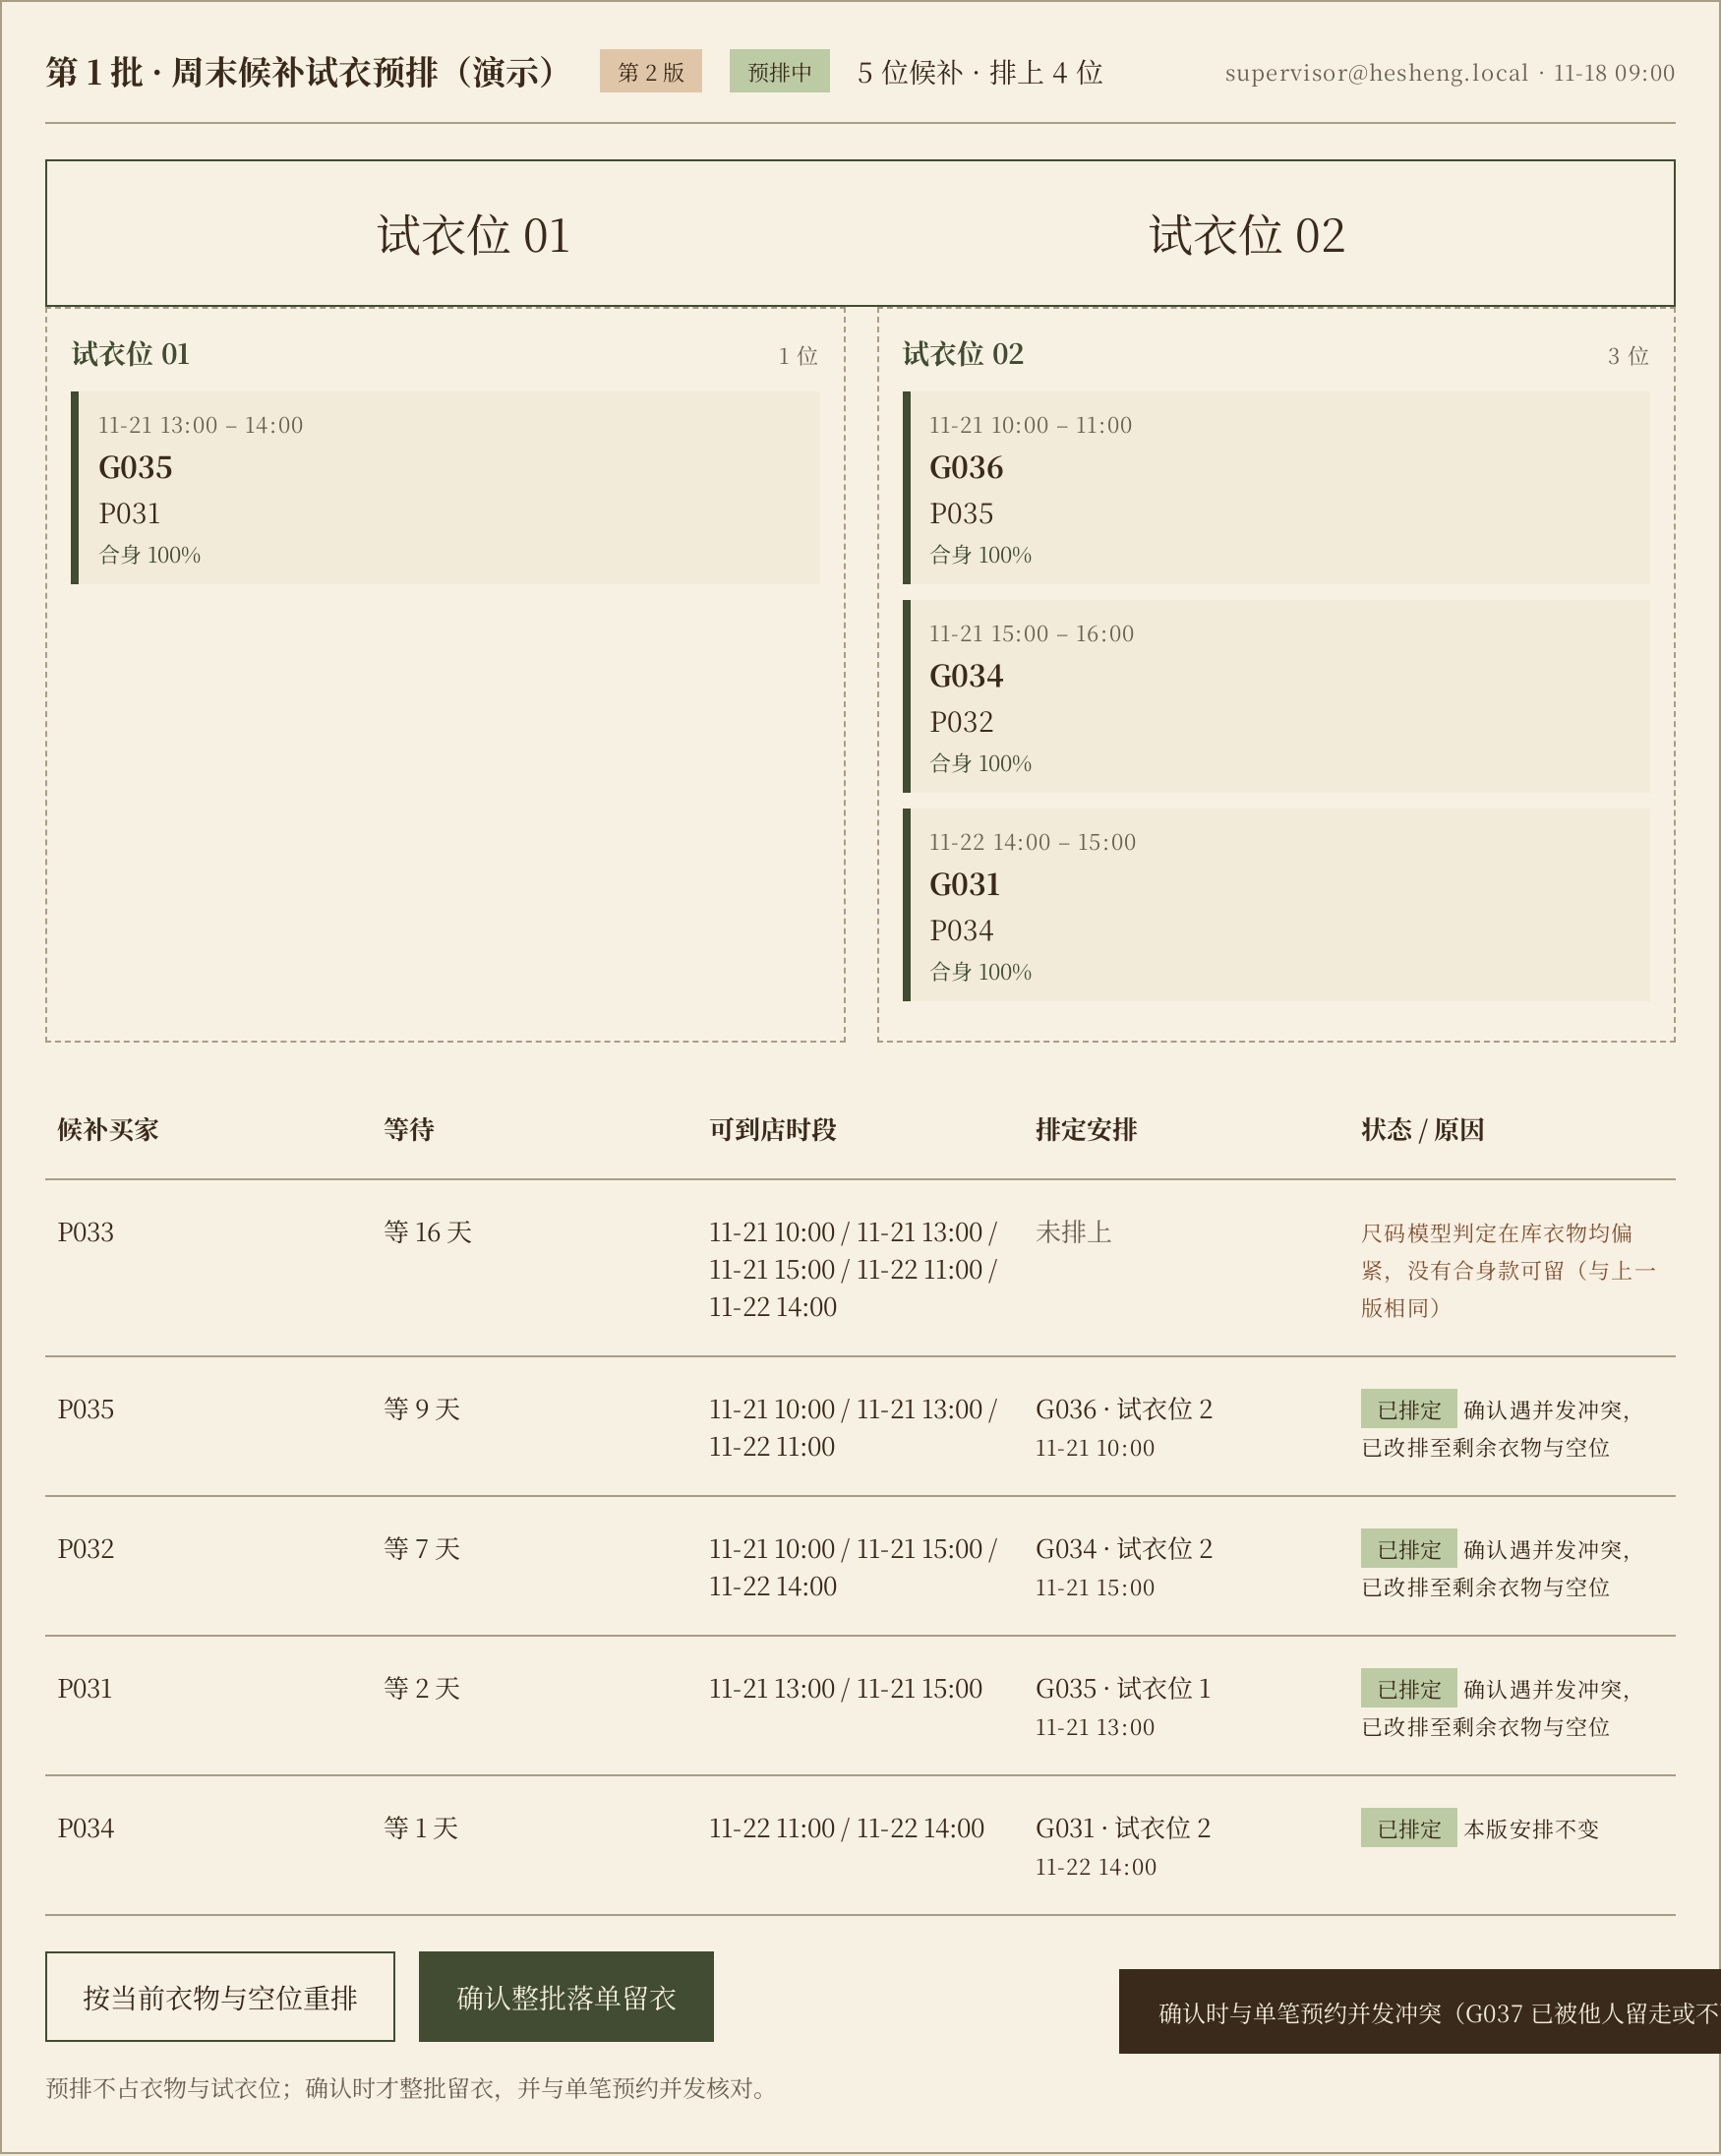 第 1 批 · 周末候补试衣预排（演示） 第 2 版 预排中 5 位候补 · 排上 4 位 supervisor@hesheng.local · 11-18 09:00
试衣位 01 试衣位 02
试衣位 01 1 位
11-21 13:00 – 14:00
G035
P031
合身 100%
试衣位 02 3 位
11-21 10:00 – 11:00
G036
P035
合身 100%
11-21 15:00 – 16:00
G034
P032
合身 100%
11-22 14:00 – 15:00
G031
P034
合身 100%
候补买家 等待 可到店时段 排定安排 状态 / 原因
P033
等 16 天
11-21 10:00 / 11-21 13:00 /
11-21 15:00 / 11-22 11:00 /
11-22 14:00
未排上
尺码模型判定在库衣物均偏
紧，没有合身款可留（与上一
版相同）
P035
等 9 天
11-21 10:00 / 11-21 13:00 /
11-22 11:00
G036 · 试衣位 2
11-21 10:00
已排定 确认遇并发冲突，
已改排至剩余衣物与空位
P032
等 7 天
11-21 10:00 / 11-21 15:00 /
11-22 14:00
G034 · 试衣位 2
11-21 15:00
已排定 确认遇并发冲突，
已改排至剩余衣物与空位
P031
等 2 天
11-21 13:00 / 11-21 15:00
G035 · 试衣位 1
11-21 13:00
已排定 确认遇并发冲突，
已改排至剩余衣物与空位
P034
等 1 天
11-22 11:00 / 11-22 14:00
G031 · 试衣位 2
11-22 14:00
已排定 本版安排不变
按当前衣物与空位重排 确认整批落单留衣
确认时与单笔预约并发冲突（G037 已被他人留走或不
预排不占衣物与试衣位；确认时才整批留衣，并与单笔预约并发核对。